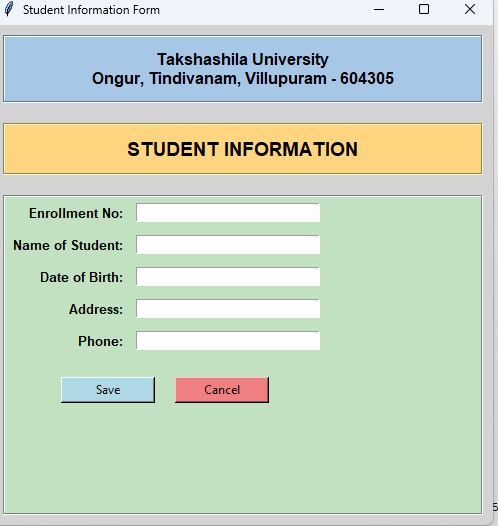 Student Information Form
Takshashila University
Ongur, Tindivanam, Villupuram - 604305
STUDENT INFORMATION
Enrollment No:
Name of Student:
Date of Birth:
Address:
Phone:
Save Cancel
5